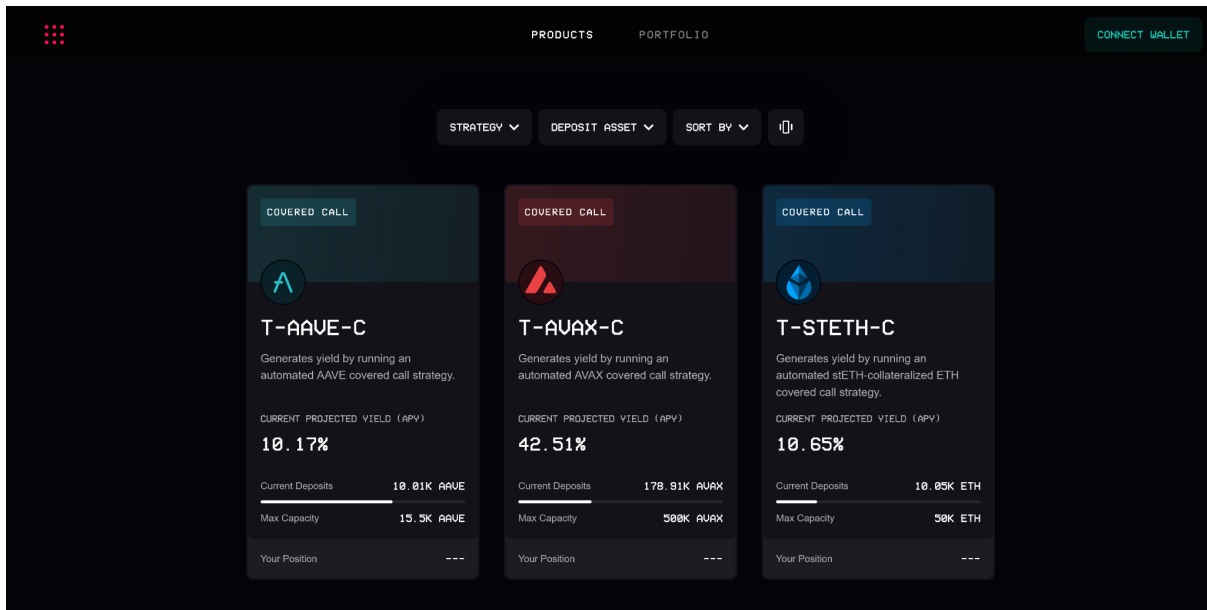 PRODUCTS PORTFOLIO CONNECT WALLET
STRATEGY DEPOSIT ASSET SORT BY
COVERED CALL
T-AAVE-C
Generates yield by running an
automated AAVE covered call strategy.
CURRENT PROJECTED YIELD (APY)
10.17%
Current Deposits 10.01K AAVE
Max Capacity 15.5K AAVE
Your Position ---
COVERED CALL
T-AVAX-C
Generates yield by running an
automated AVAX covered call strategy.
CURRENT PROJECTED YIELD (APY)
42.51%
Current Deposits 178.91K AVAX
Max Capacity 500K AVAX
Your Position ---
COVERED CALL
T-STETH-C
Generates yield by running an
automated stETH-collateralized ETH
covered call strategy.
CURRENT PROJECTED YIELD (APY)
10.65%
Current Deposits 10.05K ETH
Max Capacity 50K ETH
Your Position ---